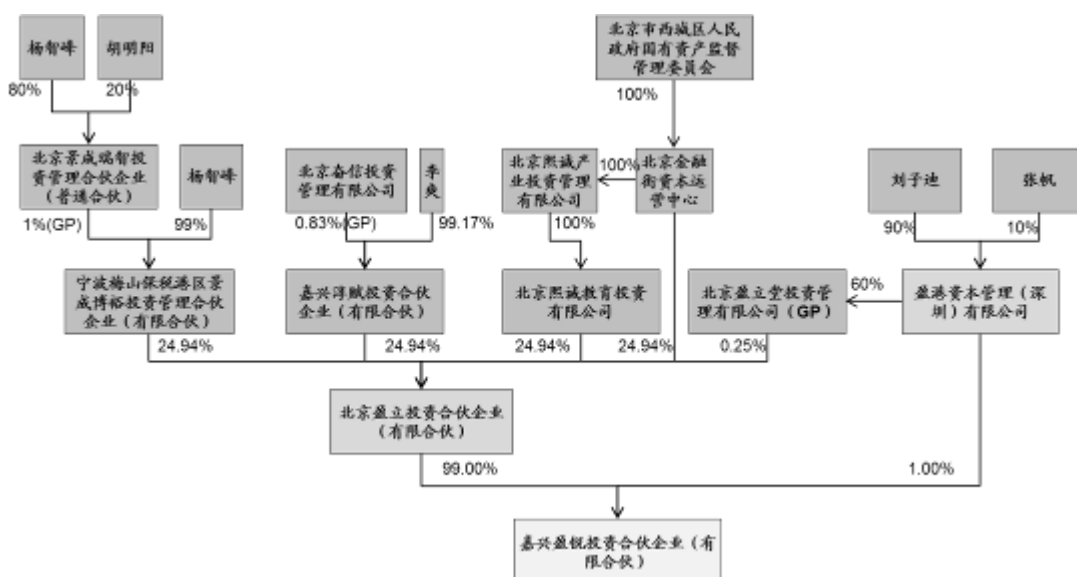 杨智峰
胡明阳
北京市西城区人民
政府国有资产监督
管理委员会
80%
20%
100%
北京景成瑞智投
资管理合伙企业
(普通合伙)
杨智峰
北京奋信投资
管理有限公司
李
爽
北京熙诚产
业投资管理
有限公司
100%
北京金融
街资本运
营中心
刘子迪
张帆
1%(GP)
99%
0.83%(GP)
99.17%
100%
90%
10%
宁波梅山保税港区景
成博裕投资管理合伙
企业(有限合伙)
嘉兴淳赋投资合伙
企业(有限合伙)
北京熙诚教育投资
有限公司
北京盈立堂投资管
理有限公司(GP)
60%
盈港资本管理(深
圳)有限公司
24.94%
24.94%
24.94%
24.94%
0.25%
北京盈立投资合伙企业
(有限合伙)
99.00%
1.00%
嘉兴盈锐投资合伙企业(有
限合伙)